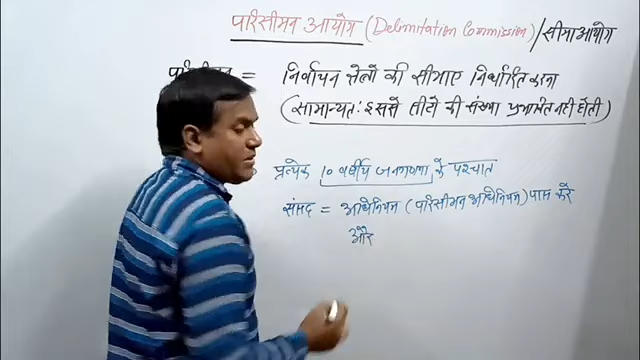 परिसीमन आयोग (Delimitation Commission) / सीमा आयोग
= निर्वाचन क्षेत्रों की सीमाए निर्धारित करना
(सामान्यत: इससे सीटो की संख्या प्रभावित नही होती)
प्रत्येक 10 वर्षीय जनगणना के पश्चात
संसद = अधिनियम (परिसीमन अधिनियम) पास करे
और